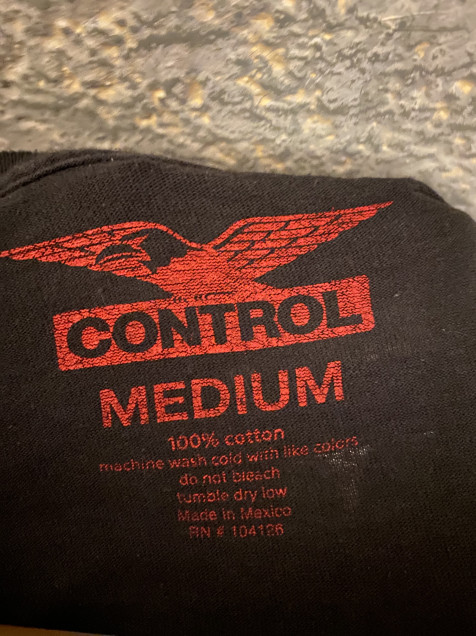 CONTROL
MEDIUM
100% cotton
machine wash cold with like colors
do not bleach
tumble dry low
Made in Mexico
RN # 104126